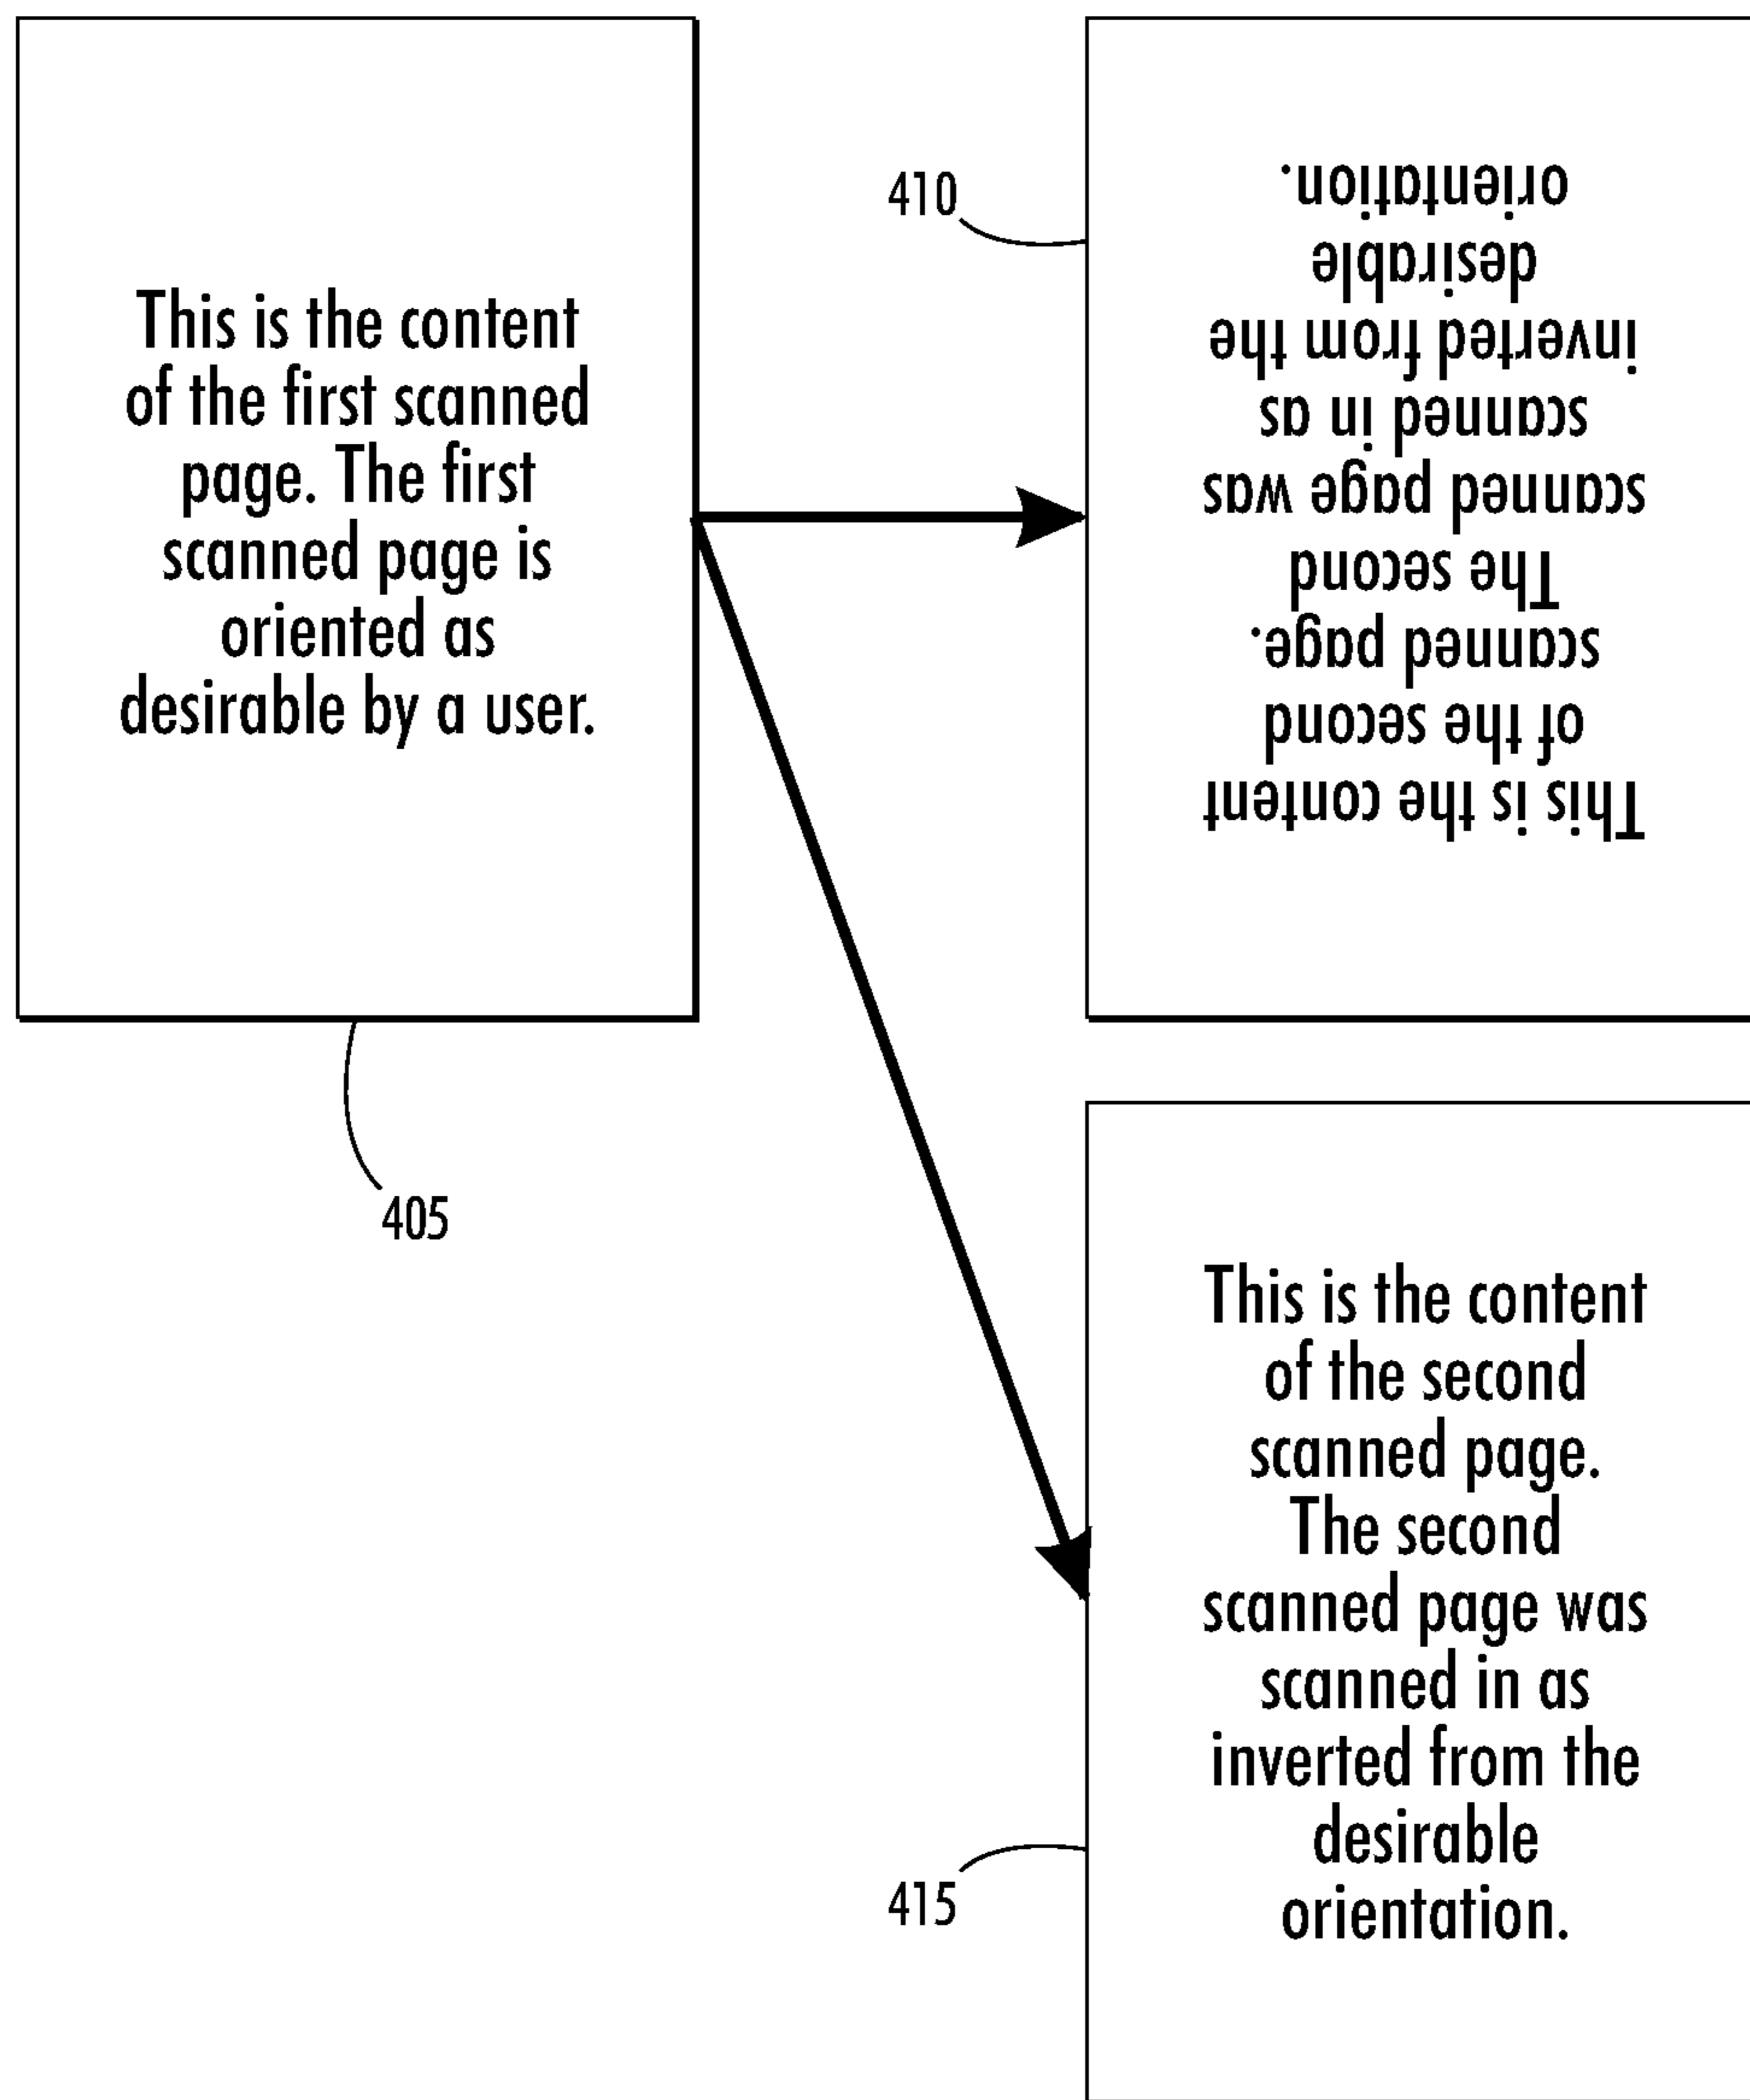 This is the content
of the first scanned
page. The first
scanned page is
oriented as
desirable by a user.
405
410
This is the content
of the second
scanned page.
The second
scanned page was
scanned in as
inverted from the
desirable
orientation.
This is the content
of the second
scanned page.
The second
scanned page was
scanned in as
inverted from the
desirable
orientation.
415